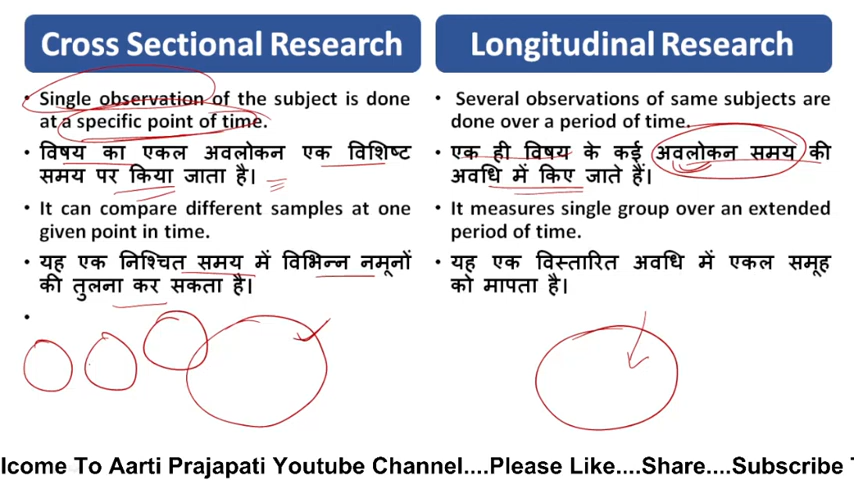 Cross Sectional Research
• Single observation of the subject is done
at a specific point of time.
• विषय का एकल अवलोकन एक विशिष्ट
समय पर किया जाता है।
• It can compare different samples at one
given point in time.
• यह एक निश्चित समय में विभिन्न नमूनों
की तुलना कर सकता है।
•
Longitudinal Research
• Several observations of same subjects are
done over a period of time.
• एक ही विषय के कई अवलोकन समय की
अवधि में किए जाते हैं।
• It measures single group over an extended
period of time.
• यह एक विस्तारित अवधि में एकल समूह
को मापता है।
lcome To Aarti Prajapati Youtube Channel....Please Like....Share....Subscribe